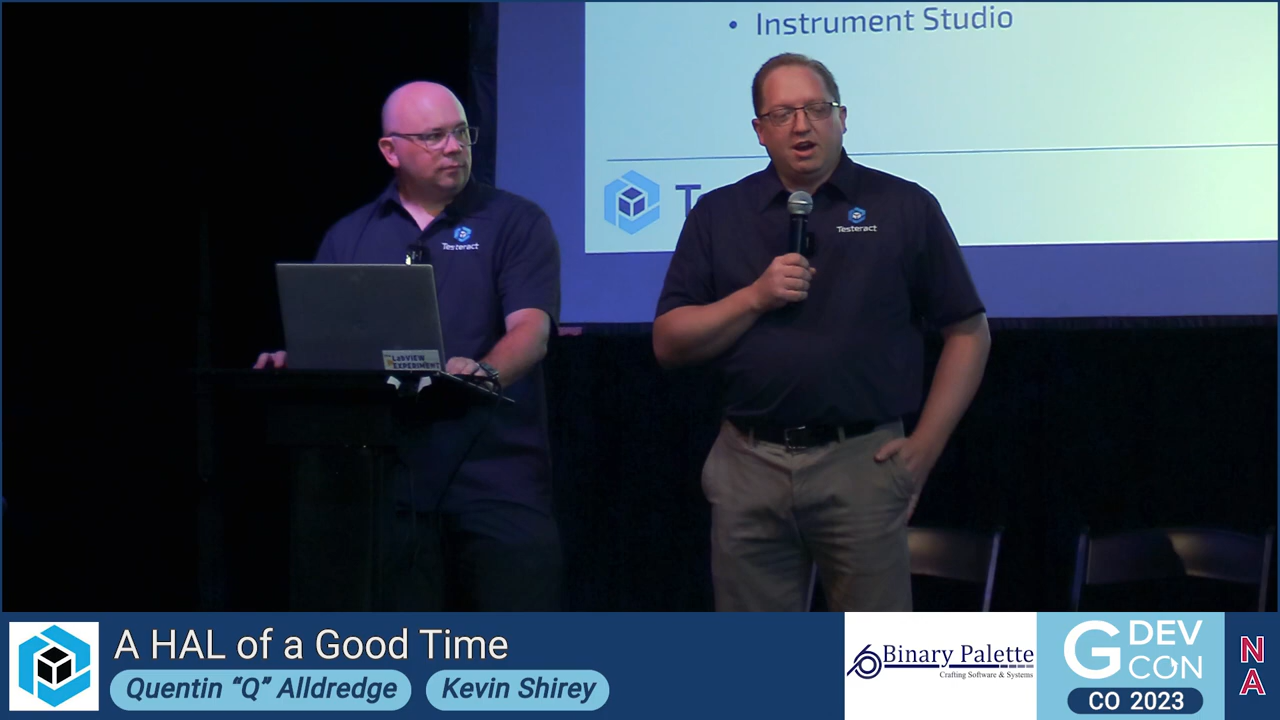 • Instrument Studio
Testeract
Testeract
LabVIEW
EXPERIMENT
A HAL of a Good Time
Quentin “Q” Alldredge
Kevin Shirey
Binary Palette
Crafting Software & Systems
G DEV CON
CO 2023
NA